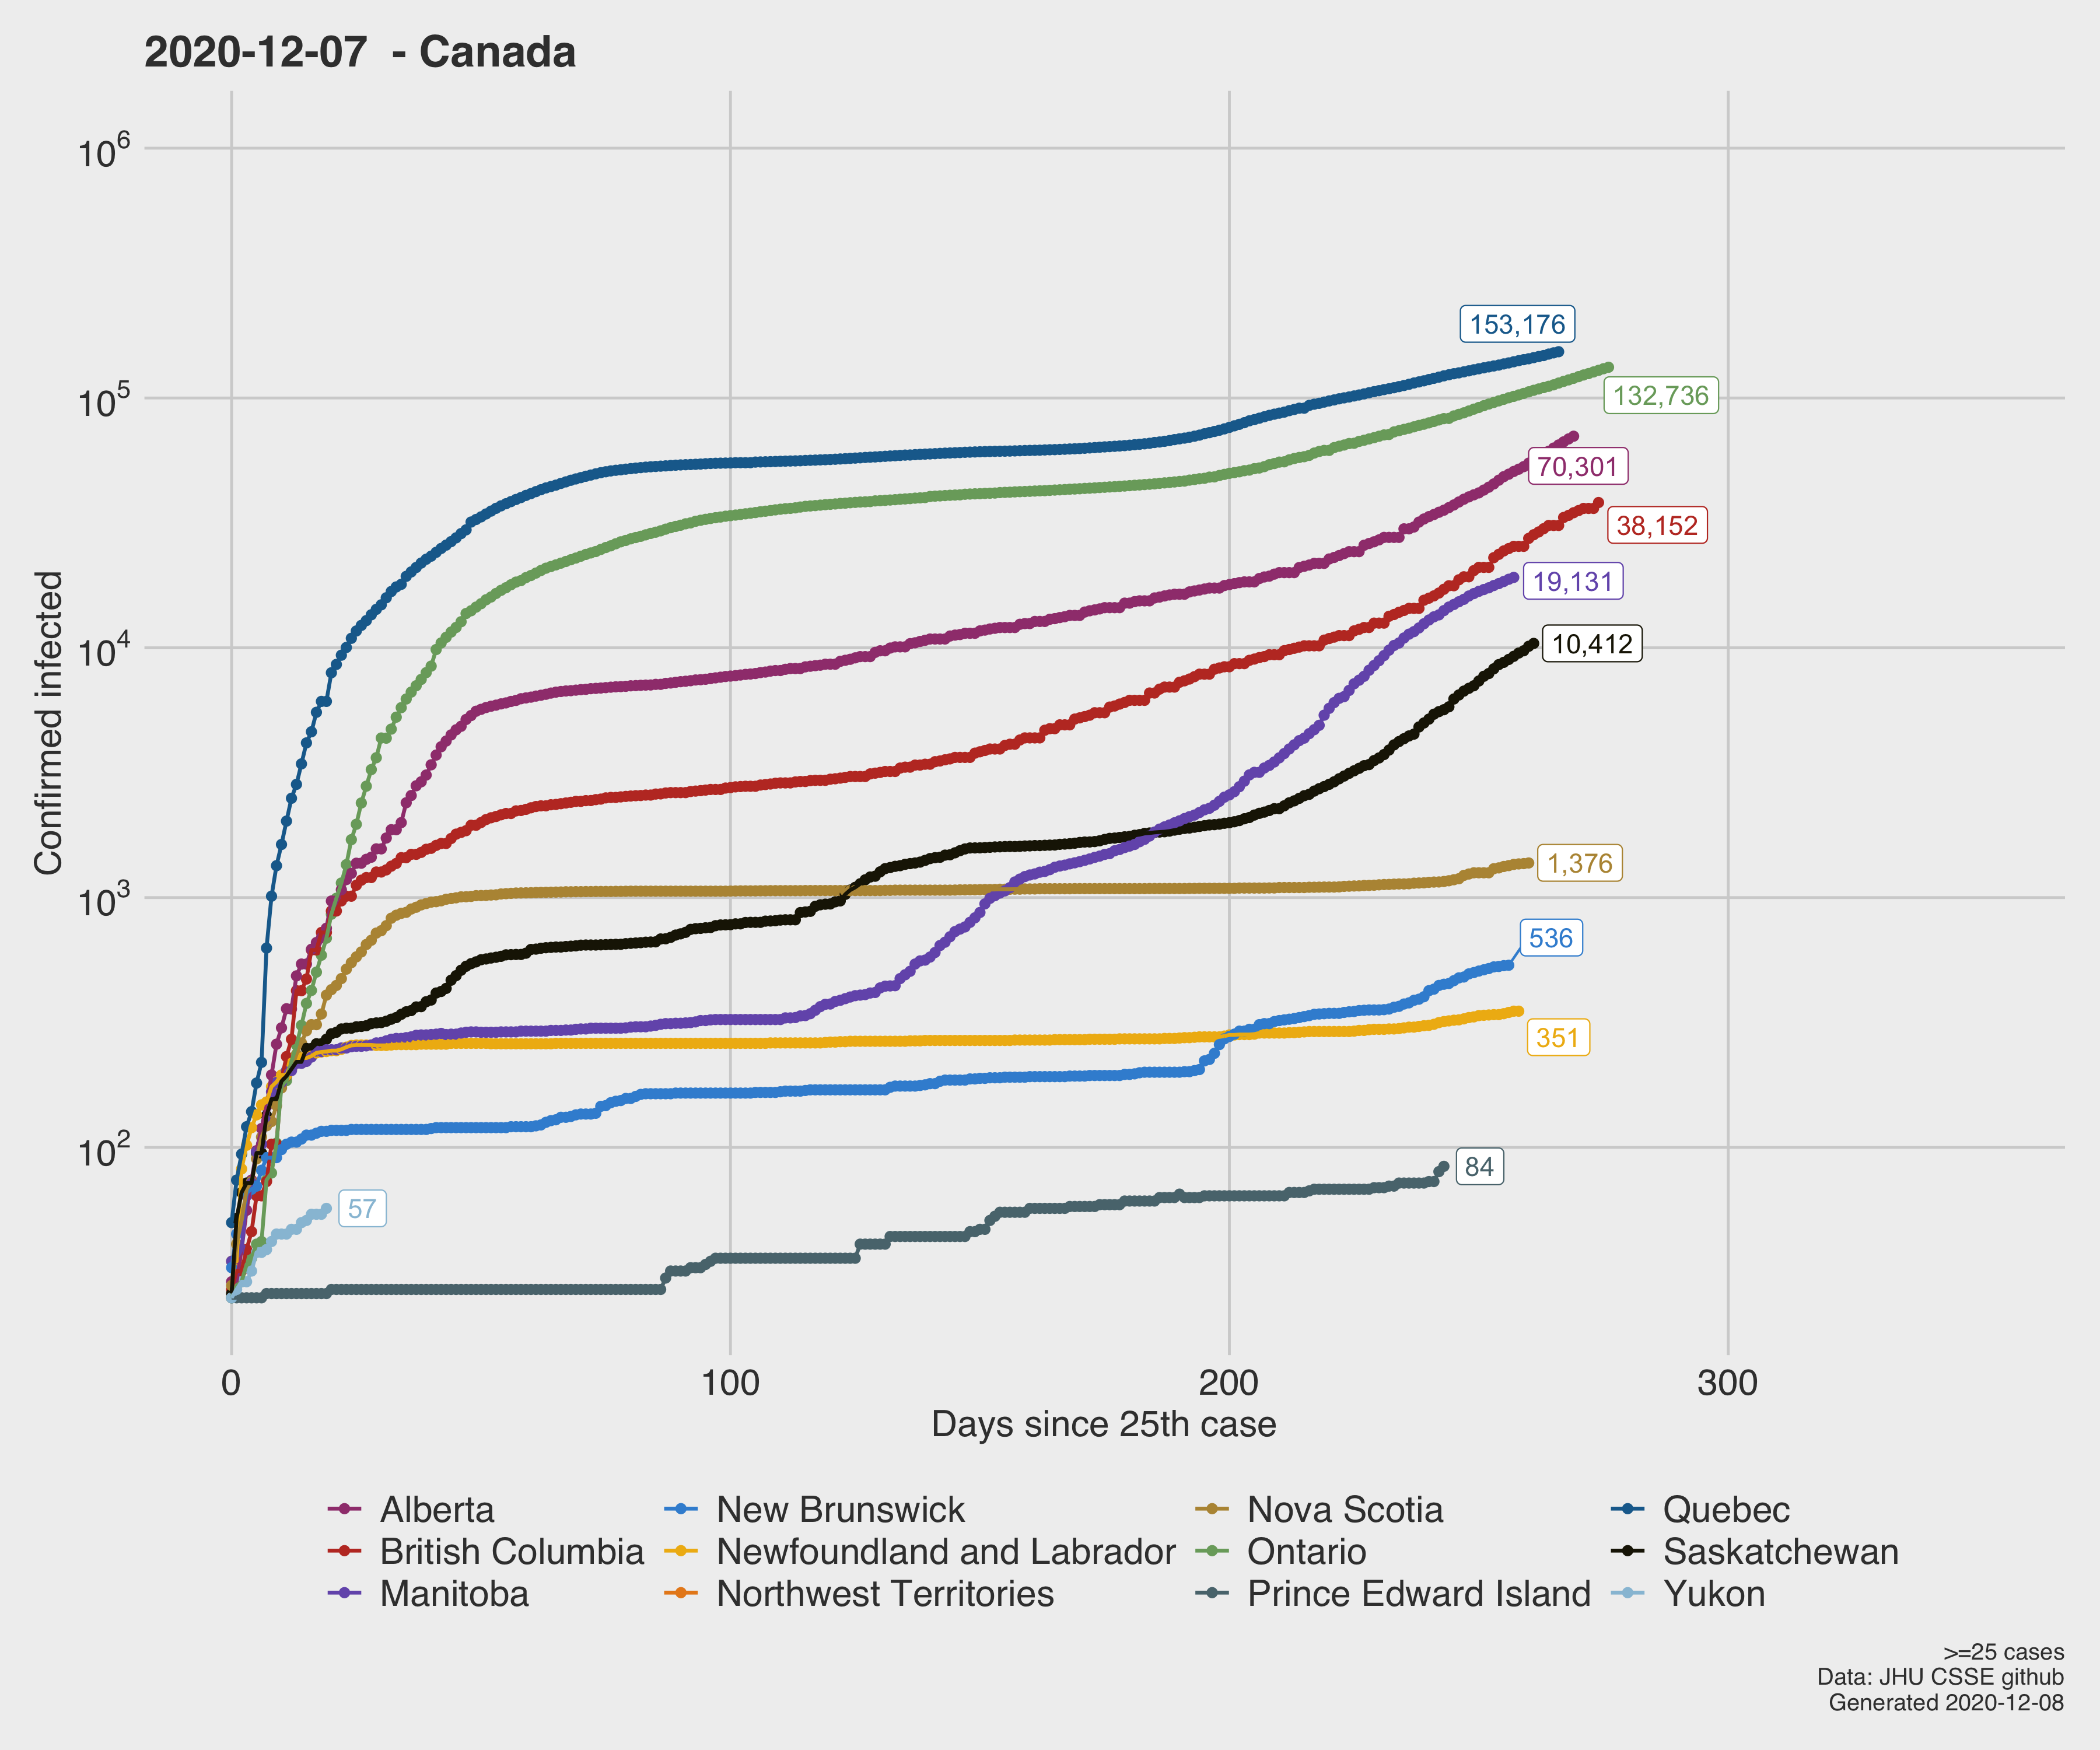 2020-12-07 - Canada
10^6
10^5
10^4
10^3
10^2
Confirmed infected
153,176
132,736
70,301
38,152
19,131
10,412
1,376
536
351
84
57
0 100 200 300
Days since 25th case
Alberta New Brunswick Nova Scotia Quebec
British Columbia Newfoundland and Labrador Ontario Saskatchewan
Manitoba Northwest Territories Prince Edward Island Yukon
>=25 cases
Data: JHU CSSE github
Generated 2020-12-08